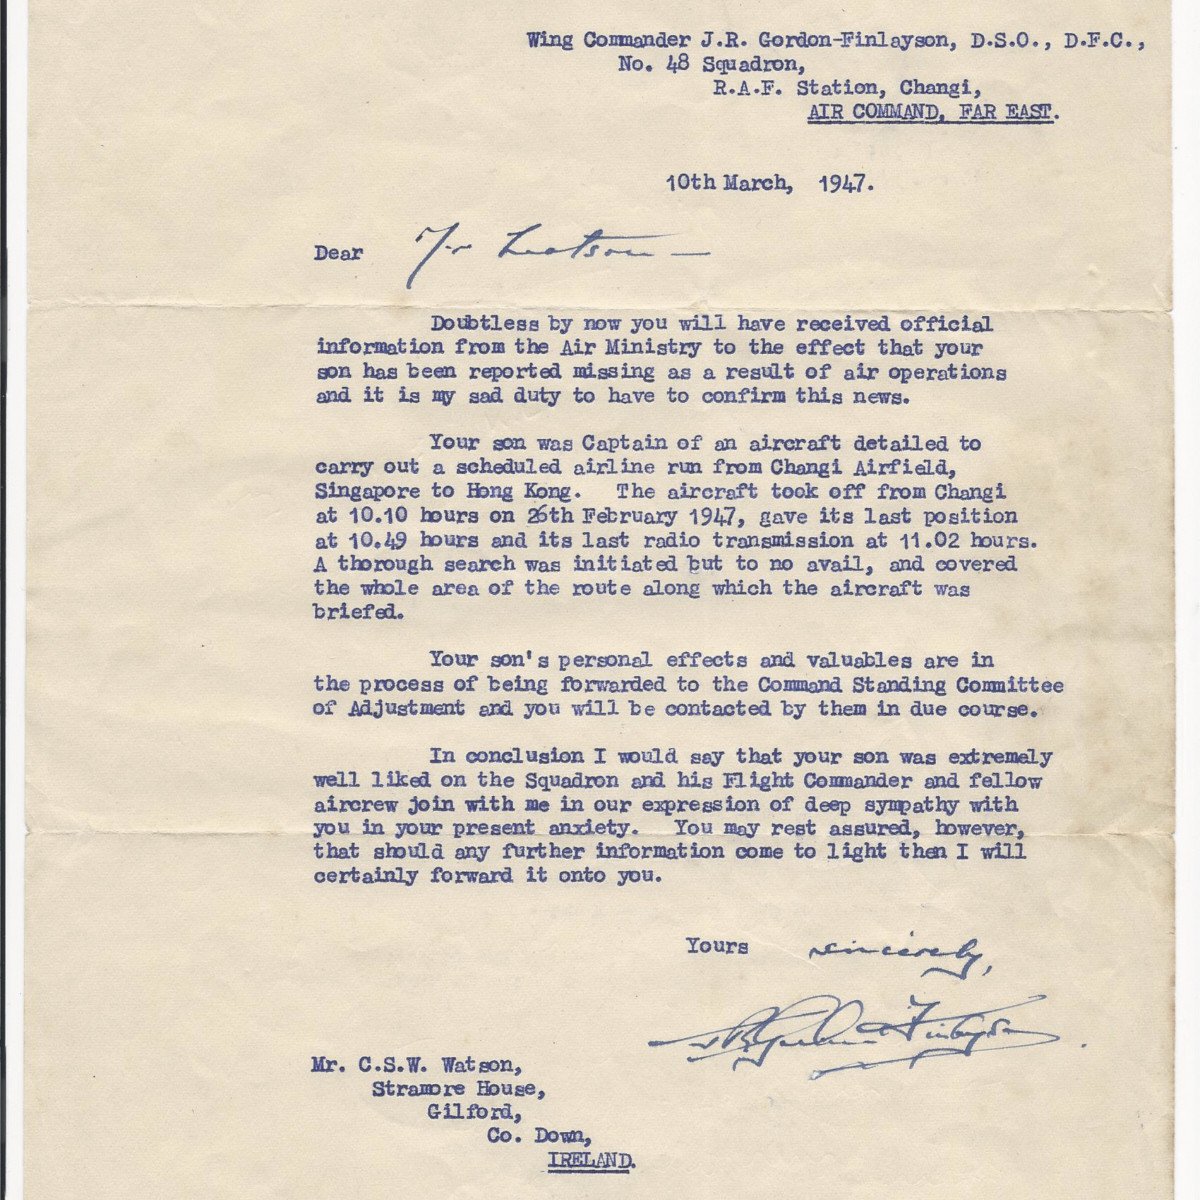 Wing Commander J.R. Gordon-Finlayson, D.S.O., D.F.C.,
No. 48 Squadron,
R.A.F. Station, Changi,
AIR COMMAND, FAR EAST.
10th March, 1947.
Dear Mr Watson —
Doubtless by now you will have received official
information from the Air Ministry to the effect that your
son has been reported missing as a result of air operations
and it is my sad duty to have to confirm this news.
Your son was Captain of an aircraft detailed to
carry out a scheduled airline run from Changi Airfield,
Singapore to Hong Kong. The aircraft took off from Changi
at 10.10 hours on 26th February 1947, gave its last position
at 10.49 hours and its last radio transmission at 11.02 hours.
A thorough search was initiated but to no avail, and covered
the whole area of the route along which the aircraft was
briefed.
Your son's personal effects and valuables are in
the process of being forwarded to the Command Standing Committee
of Adjustment and you will be contacted by them in due course.
In conclusion I would say that your son was extremely
well liked on the Squadron and his Flight Commander and fellow
aircrew join with me in our expression of deep sympathy with
you in your present anxiety. You may rest assured, however,
that should any further information come to light then I will
certainly forward it onto you.
Yours sincerely,
J R Gordon-Finlayson.
Mr. C.S.W. Watson,
Stramore House,
Gilford,
Co. Down,
IRELAND.